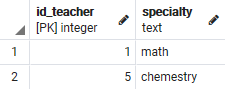 id_teacher specialty
[PK] integer text
1 1 math
2 5 chemestry